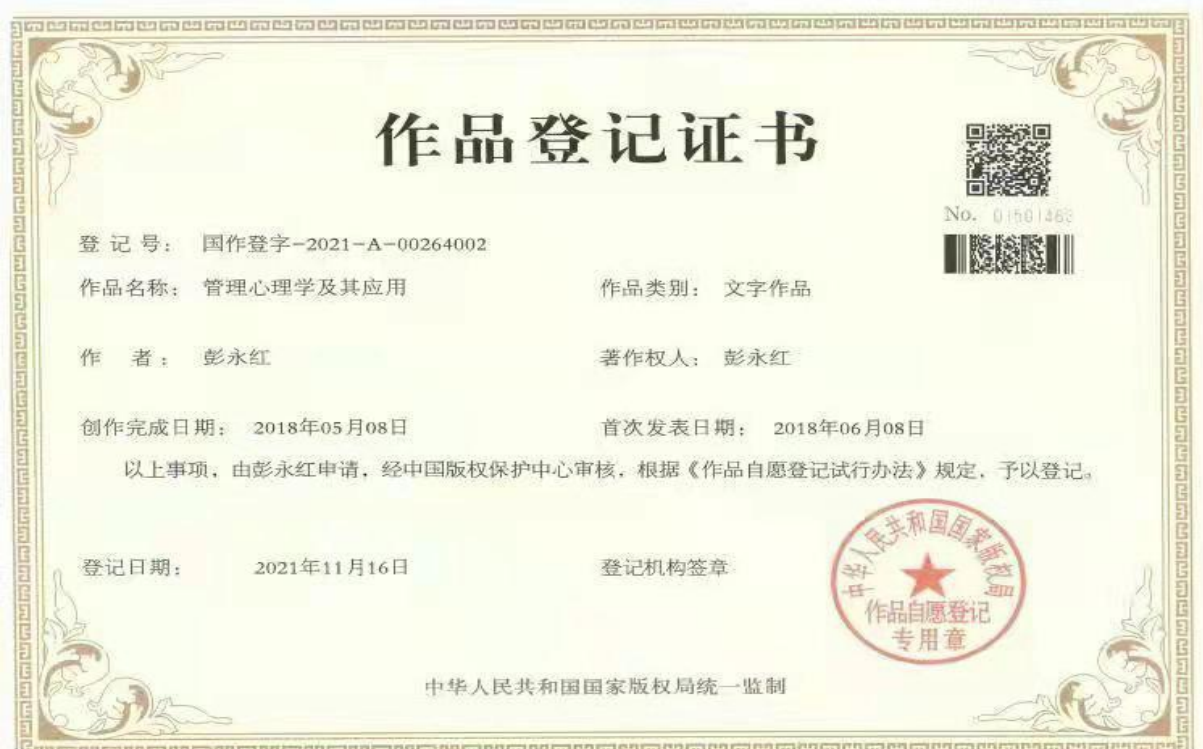 作品登记证书
No. 01501463
登 记 号： 国作登字-2021-A-00264002
作品名称： 管理心理学及其应用 作品类别： 文字作品
作 者： 彭永红 著作权人： 彭永红
创作完成日期： 2018年05月08日 首次发表日期： 2018年06月08日
以上事项，由彭永红申请，经中国版权保护中心审核，根据《作品自愿登记试行办法》规定，予以登记。
登记日期： 2021年11月16日 登记机构签章
中华人民共和国国家版权局
作品自愿登记
专用章
中华人民共和国国家版权局统一监制